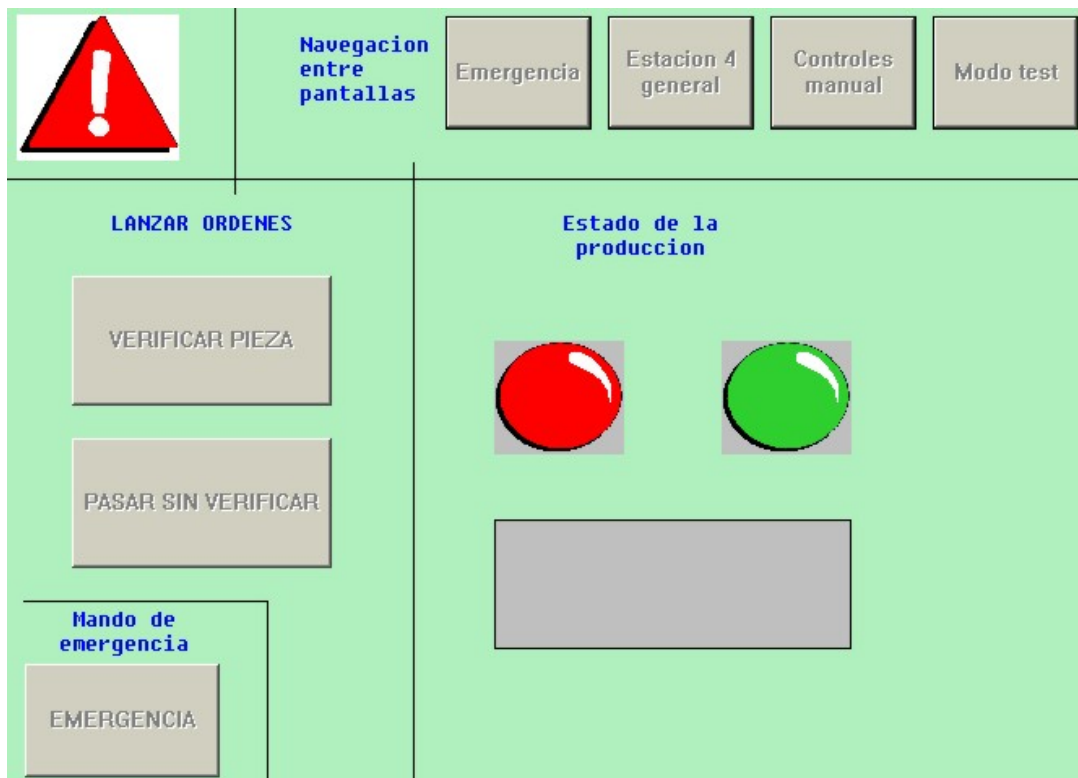 Navegacion
entre
pantallas
Emergencia
Estacion 4
general
Controles
manual
Modo test
LANZAR ORDENES
VERIFICAR PIEZA
PASAR SIN VERIFICAR
Mando de
emergencia
EMERGENCIA
Estado de la
produccion